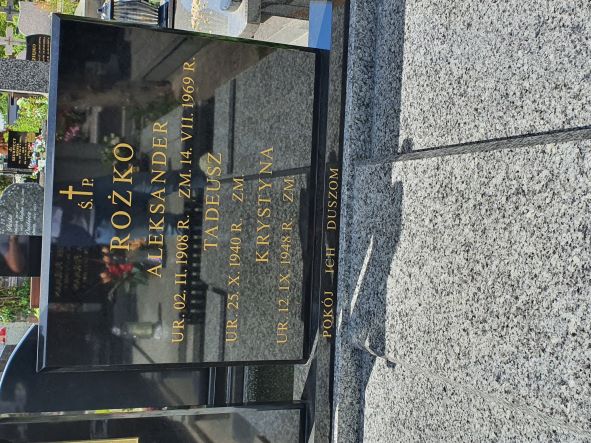 Ś. P.
ROŻKO
ALEKSANDER
UR. 02. II. 1908 R. ZM. 14. VII. 1969 R.
TADEUSZ
UR. 25. X. 1940 R. ZM
KRYSTYNA
UR. 12. IX. 1948 R. ZM
POKÓJ ICH DUSZOM